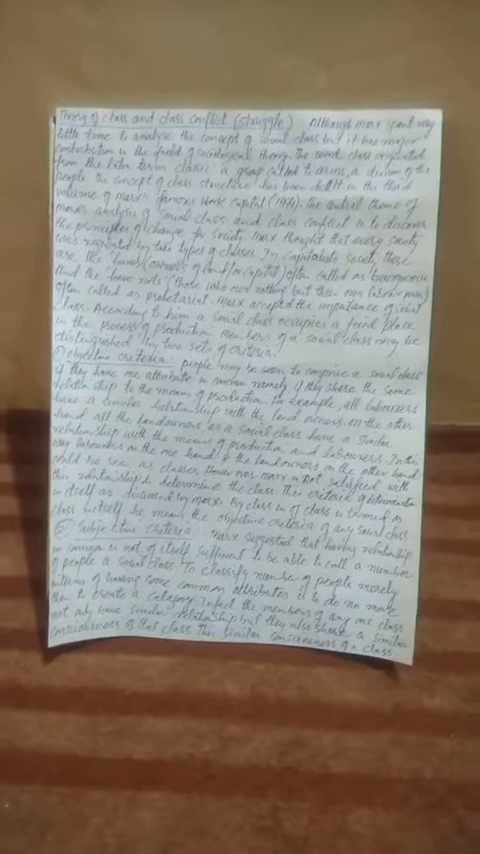 Theory of class and class conflict (struggle) Although marx spent very
little time to analyse the concept of social class but it has major
contribution in the field of sociological theory. The word class originated
from the latin term classic a group called to arms, a division of the
people the concept of class structure has been in the third
volume of marx's famous work capital The central theme of
marx analysis of social class and class conflict is to discover
the principles of change for society. marx thought that every society
was by two types of classes. In capitalistic society these
are the haves (owners of land/or capital) often called as
and the have nots (those who own nothing but their own labour power)
often called as proletariat. marx accepted the importance of social
class. According to him a social class occupies a fixed place
in the process of production. members of a social class may be
distinguished by two sets of criteria.
① objective criteria: people may be seen to comprise a social class
if they have one attribute in common namely if they share the same
relationship to the means of production. for example, all labourers
have a similar relationship with the land owners. on the other
hand all the landowners, as a social class have a similar
relationship with the means of production and labourers. In this
way labourers on the one hand & the landowners on the other hand
could be seen as classes. However marx is not satisfied with
this relationship to determine the class. criteria of
in itself as by marx. By class in of class is termed as
class in itself he means the objective criteria of any social class.
② Subjective criteria: marx suggested that having relationship
in common is not of itself sufficient to be able to call a number
of people a social class. To classify number of people merely
interms of having some common attributes is to do no more
than to create a In fact the members of any one class
not only have similar relationship but they also share a similar
consciousness of that class. This similar consciousness of a class